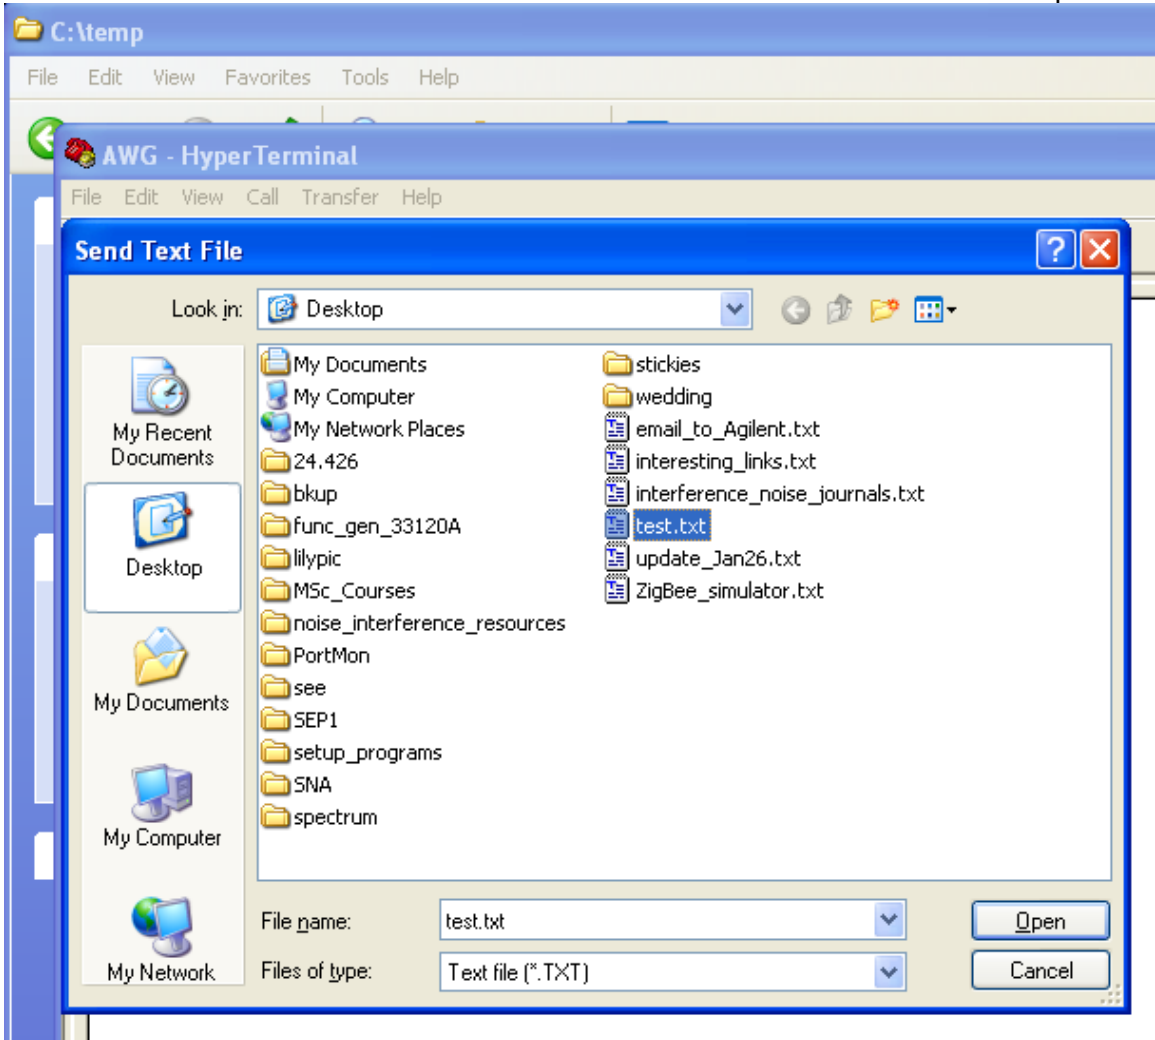 C:\temp
File Edit View Favorites Tools Help
AWG - HyperTerminal
File Edit View Call Transfer Help
Send Text File
Look in: Desktop
My Recent Documents
Desktop
My Documents
My Computer
My Network
My Documents
My Computer
My Network Places
24.426
bkup
func_gen_33120A
lilypic
MSc_Courses
noise_interference_resources
PortMon
see
SEP1
setup_programs
SNA
spectrum
stickies
wedding
email_to_Agilent.txt
interesting_links.txt
interference_noise_journals.txt
test.txt
update_Jan26.txt
ZigBee_simulator.txt
File name: test.txt Open
Files of type: Text file (*.TXT) Cancel